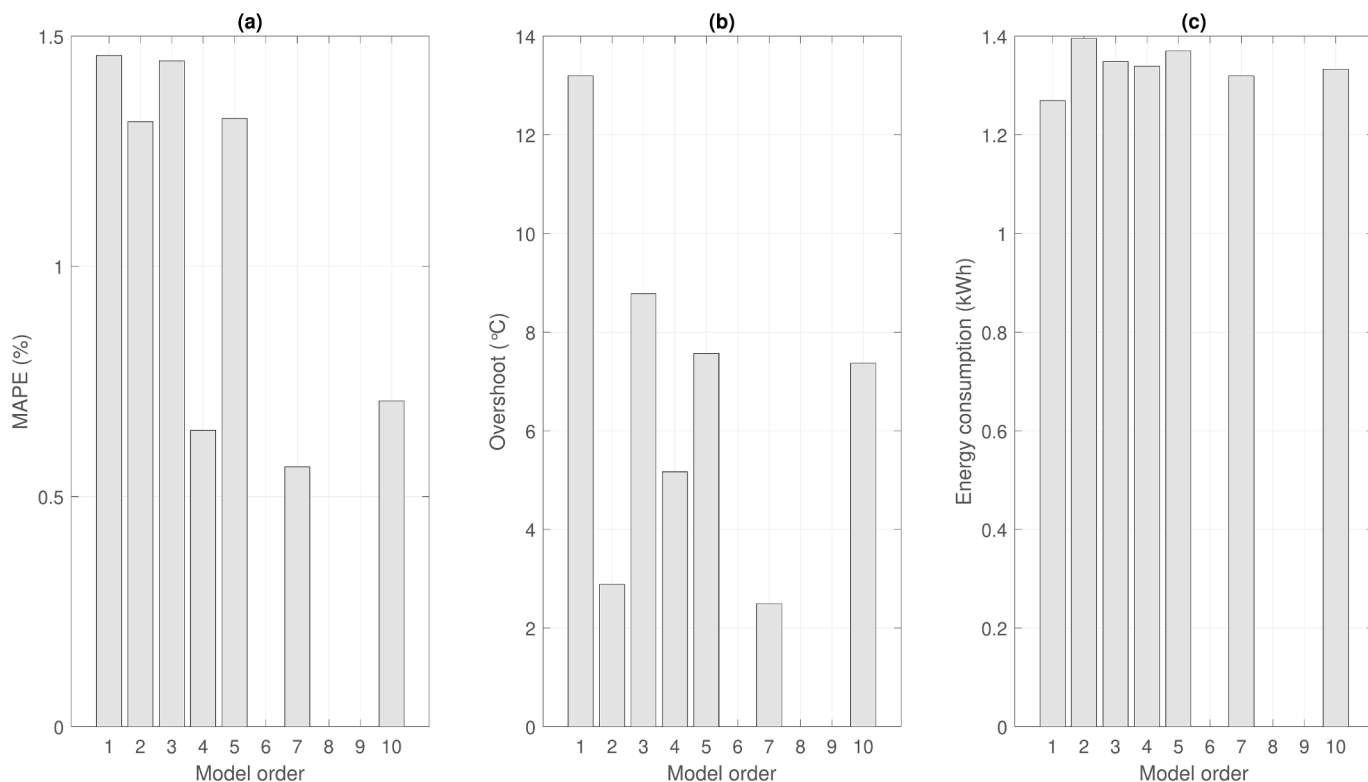 (a)
1.5
1
0.5
0
MAPE (%)
1 2 3 4 5 6 7 8 9 10
Model order
(b)
14
12
10
8
6
4
2
0
Overshoot (°C)
1 2 3 4 5 6 7 8 9 10
Model order
(c)
1.4
1.2
1
0.8
0.6
0.4
0.2
0
Energy consumption (kWh)
1 2 3 4 5 6 7 8 9 10
Model order